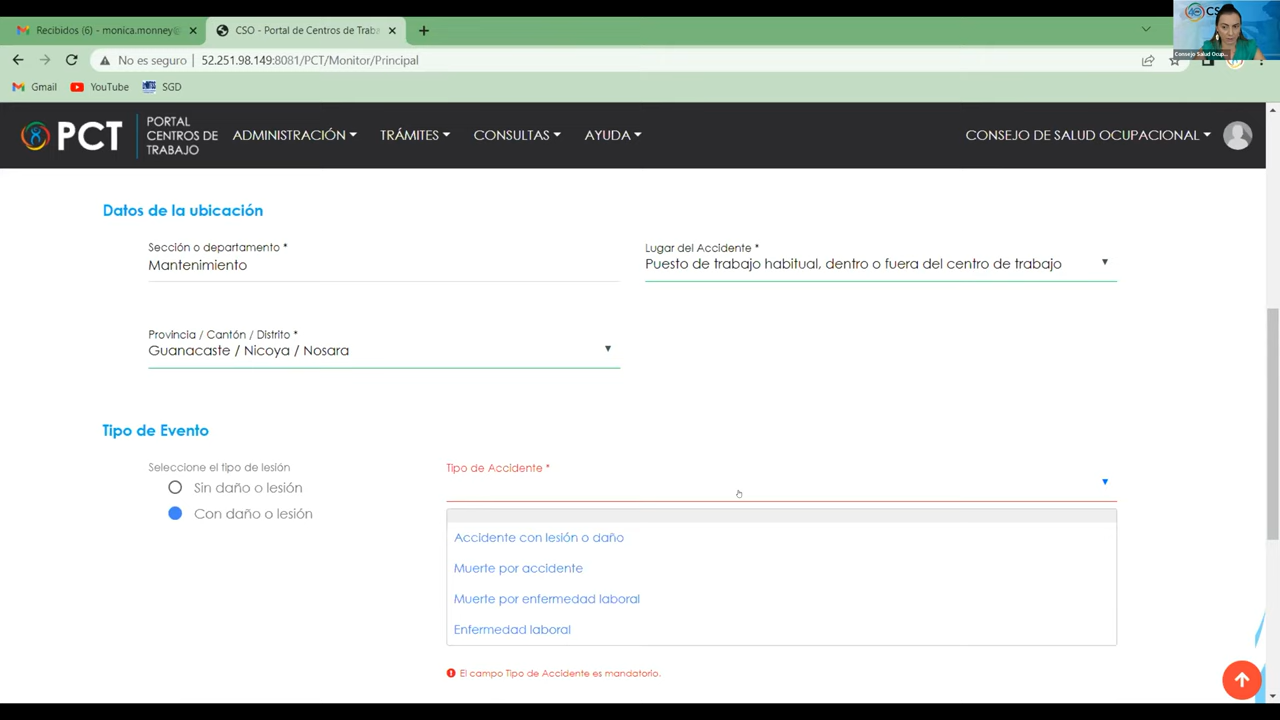 Recibidos (6) - monica.monney@
CSO - Portal de Centros de Traba
No es seguro
52.251.98.149:8081/PCT/Monitor/Principal
Gmail
YouTube
SGD
Consejo Salud Ocup...
PCT
PORTAL
CENTROS DE
TRABAJO
ADMINISTRACIÓN
TRÁMITES
CONSULTAS
AYUDA
CONSEJO DE SALUD OCUPACIONAL
Datos de la ubicación
Sección o departamento *
Mantenimiento
Lugar del Accidente *
Puesto de trabajo habitual, dentro o fuera del centro de trabajo
Provincia / Cantón / Distrito *
Guanacaste / Nicoya / Nosara
Tipo de Evento
Seleccione el tipo de lesión
Sin daño o lesión
Con daño o lesión
Tipo de Accidente *
Accidente con lesión o daño
Muerte por accidente
Muerte por enfermedad laboral
Enfermedad laboral
El campo Tipo de Accidente es mandatorio.